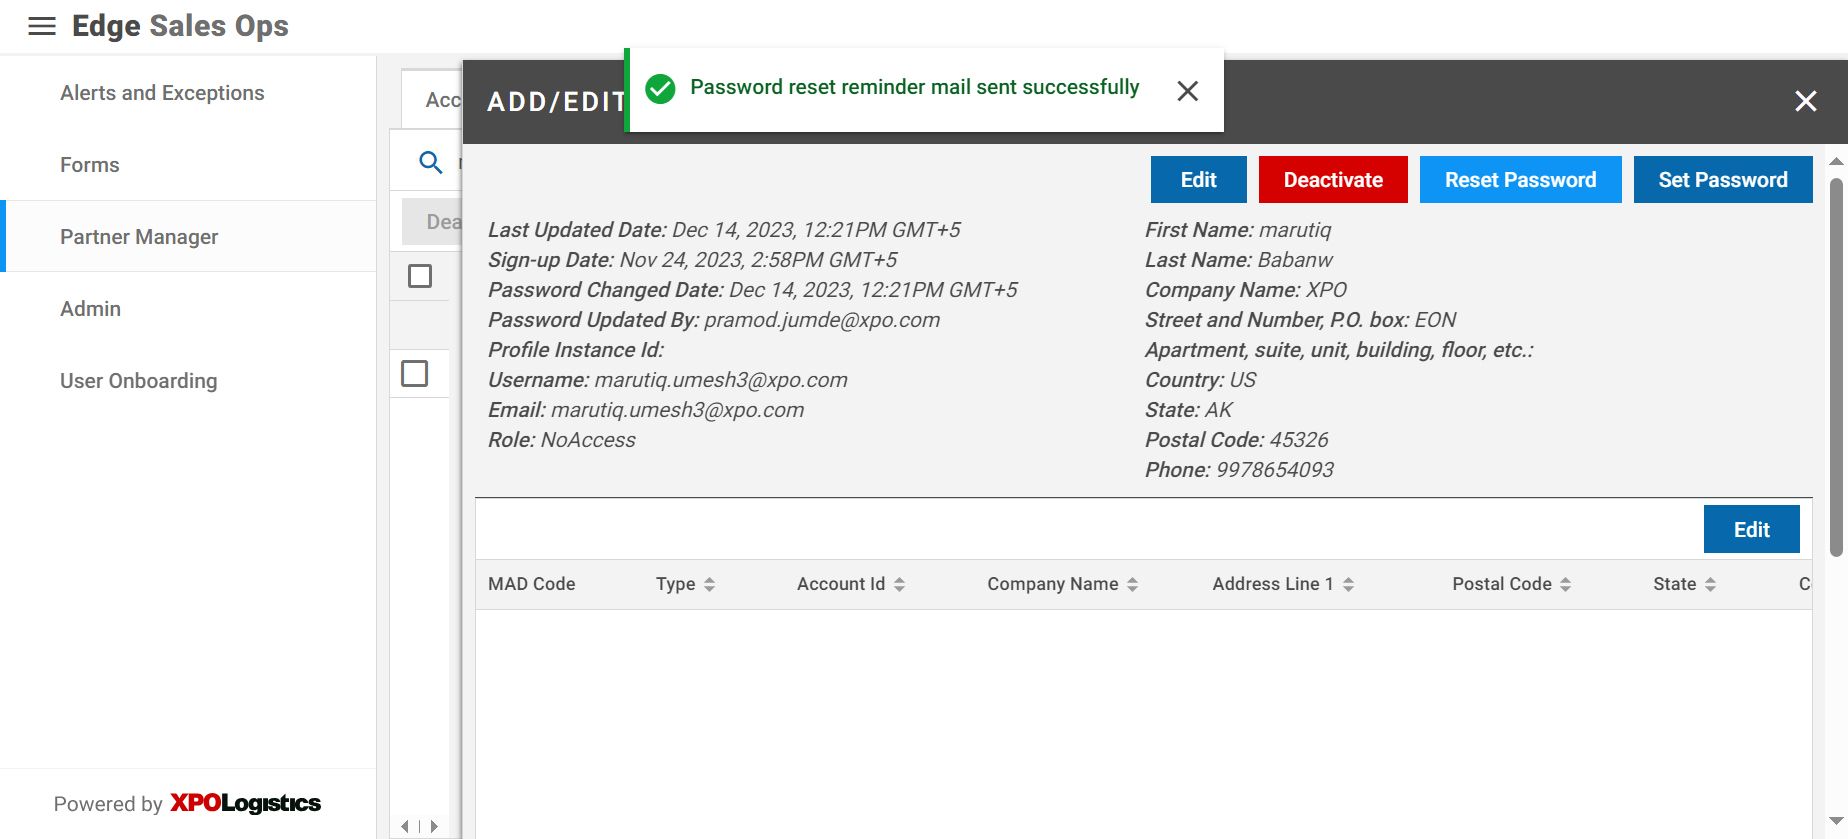 Edge Sales Ops
Alerts and Exceptions
Forms
Partner Manager
Admin
User Onboarding
Powered by XPOLogistics
Acc
Dea
ADD/EDIT
Password reset reminder mail sent successfully
Edit
Deactivate
Reset Password
Set Password
Last Updated Date: Dec 14, 2023, 12:21PM GMT+5
Sign-up Date: Nov 24, 2023, 2:58PM GMT+5
Password Changed Date: Dec 14, 2023, 12:21PM GMT+5
Password Updated By: pramod.jumde@xpo.com
Profile Instance Id:
Username: marutiq.umesh3@xpo.com
Email: marutiq.umesh3@xpo.com
Role: NoAccess
First Name: marutiq
Last Name: Babanw
Company Name: XPO
Street and Number, P.O. box: EON
Apartment, suite, unit, building, floor, etc.:
Country: US
State: AK
Postal Code: 45326
Phone: 9978654093
Edit
MAD Code Type Account Id Company Name Address Line 1 Postal Code State C